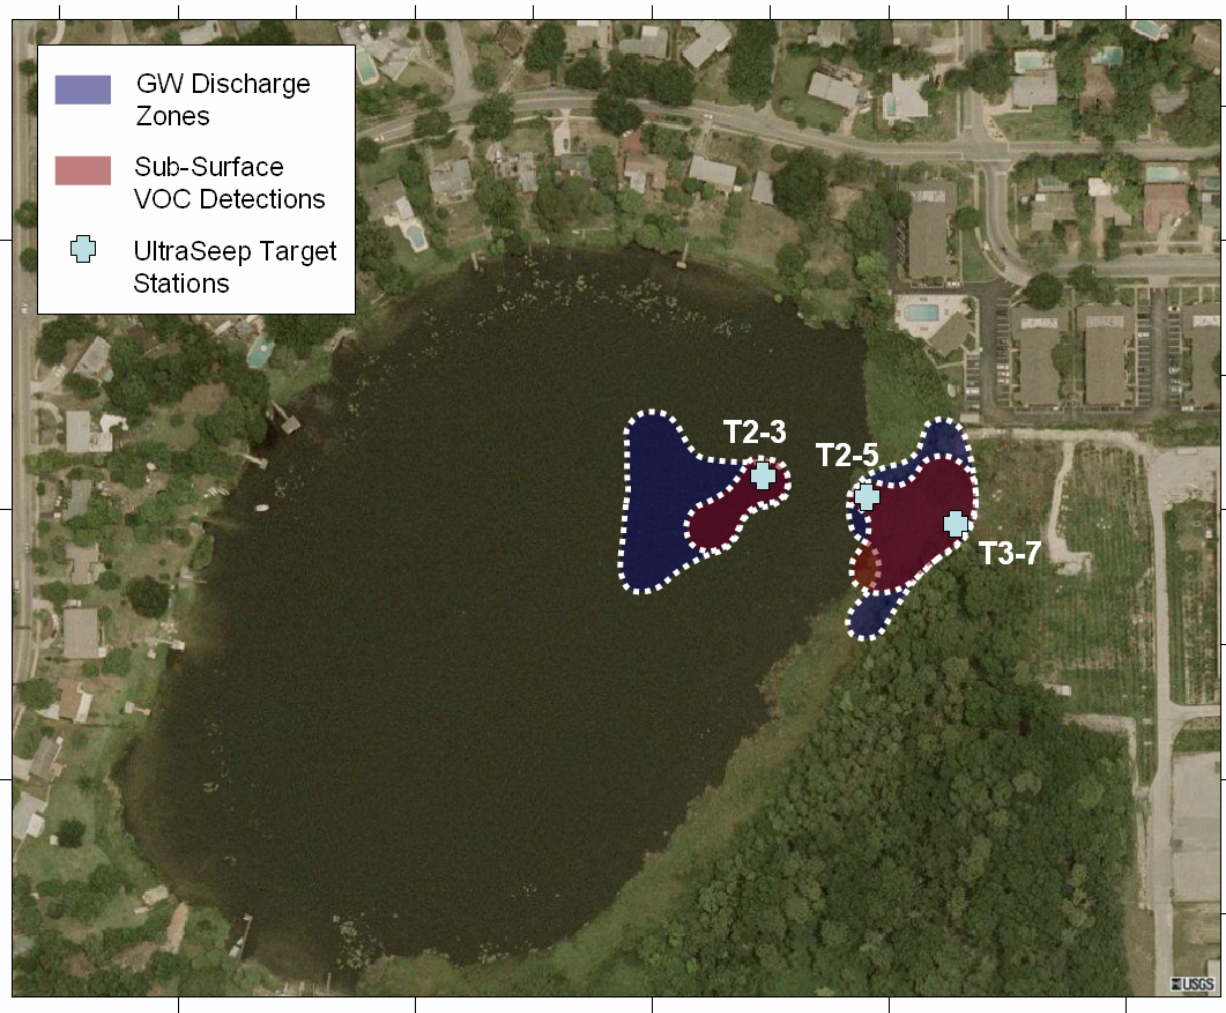 GW Discharge
Zones
Sub-Surface
VOC Detections
UltraSeep Target
Stations
T2-3
T2-5
T3-7
USGS